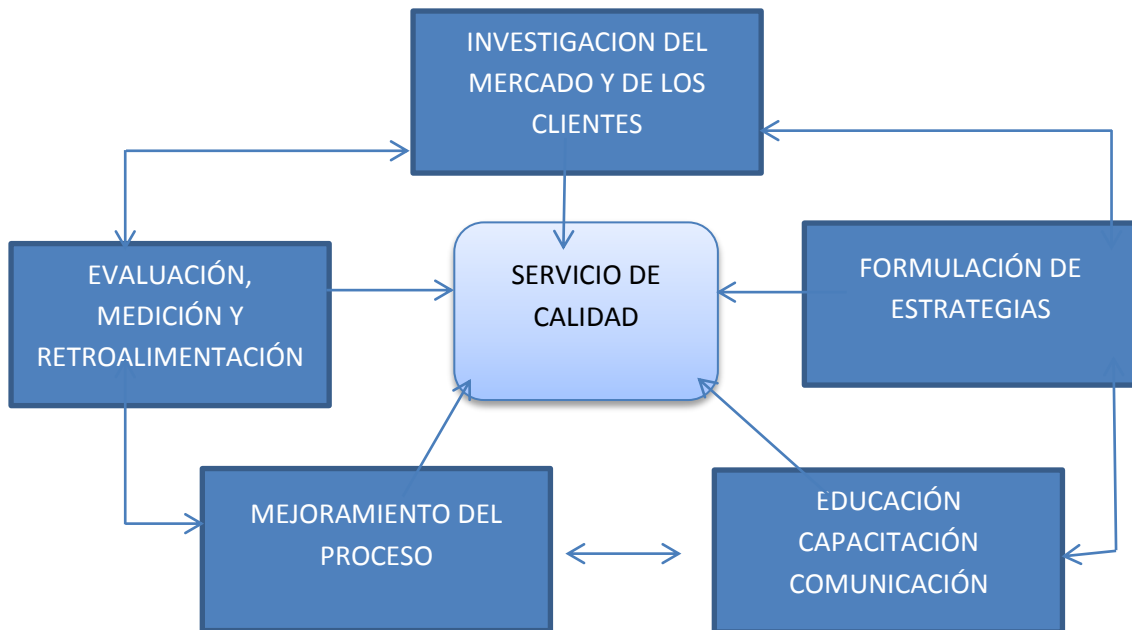 INVESTIGACION DEL
MERCADO Y DE LOS
CLIENTES
EVALUACIÓN,
MEDICIÓN Y
RETROALIMENTACIÓN
SERVICIO DE
CALIDAD
FORMULACIÓN DE
ESTRATEGIAS
MEJORAMIENTO DEL
PROCESO
EDUCACIÓN
CAPACITACIÓN
COMUNICACIÓN